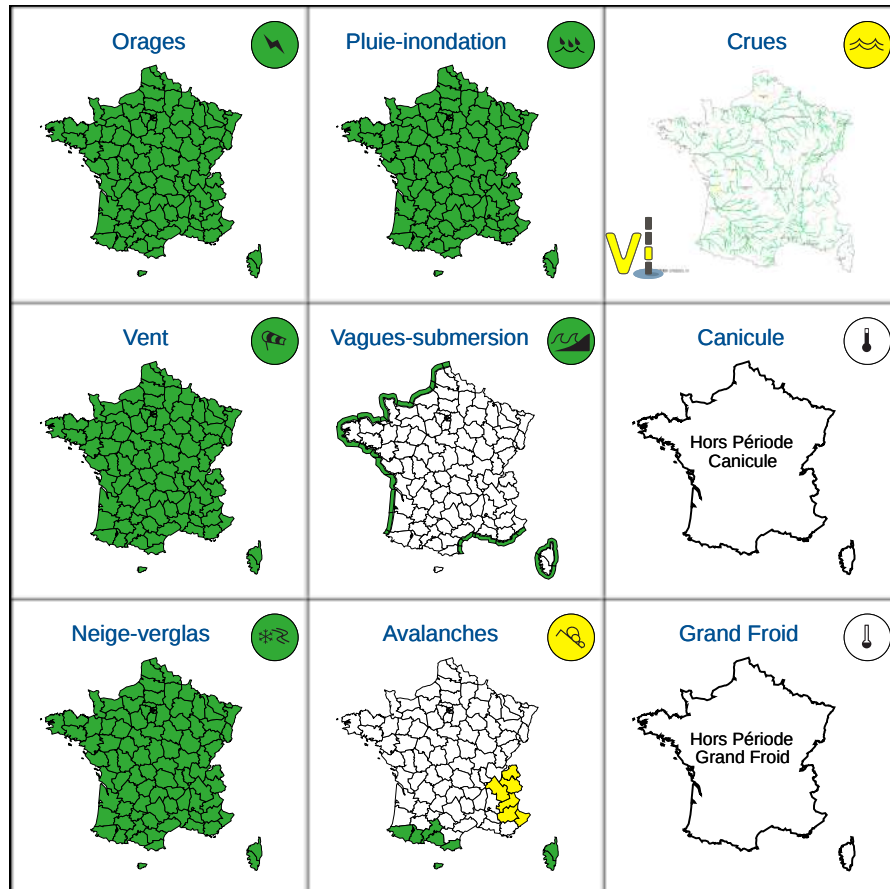 Orages
Pluie-inondation
Crues
Vi
Vent
Vagues-submersion
Canicule
Hors Période
Canicule
Neige-verglas
Avalanches
Grand Froid
Hors Période
Grand Froid